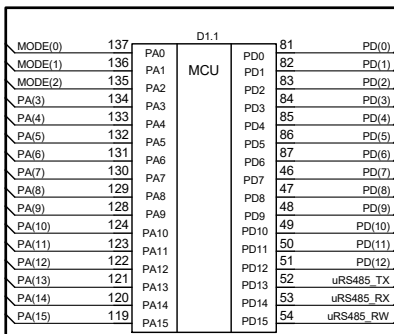 D1.1
MCU
MODE(0) 137 PA0 PD0 81 PD(0)
MODE(1) 136 PA1 PD1 82 PD(1)
MODE(2) 135 PA2 PD2 83 PD(2)
PA(3) 134 PA3 PD3 84 PD(3)
PA(4) 133 PA4 PD4 85 PD(4)
PA(5) 132 PA5 PD5 86 PD(5)
PA(6) 131 PA6 PD6 87 PD(6)
PA(7) 130 PA7 PD7 46 PD(7)
PA(8) 129 PA8 PD8 47 PD(8)
PA(9) 128 PA9 PD9 48 PD(9)
PA(10) 124 PA10 PD10 49 PD(10)
PA(11) 123 PA11 PD11 50 PD(11)
PA(12) 122 PA12 PD12 51 PD(12)
PA(13) 121 PA13 PD13 52 uRS485_TX
PA(14) 120 PA14 PD14 53 uRS485_RX
PA(15) 119 PA15 PD15 54 uRS485_RW